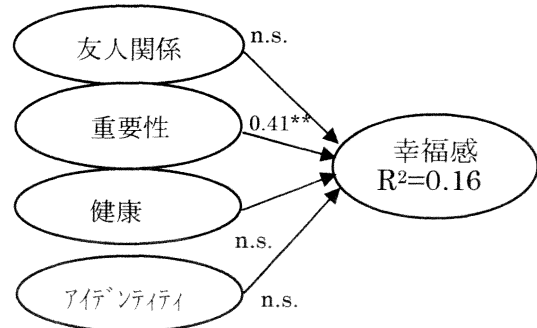 友人関係
n.s.
重要性
0.41**
幸福感
R²=0.16
健康
n.s.
アイデンティティ
n.s.